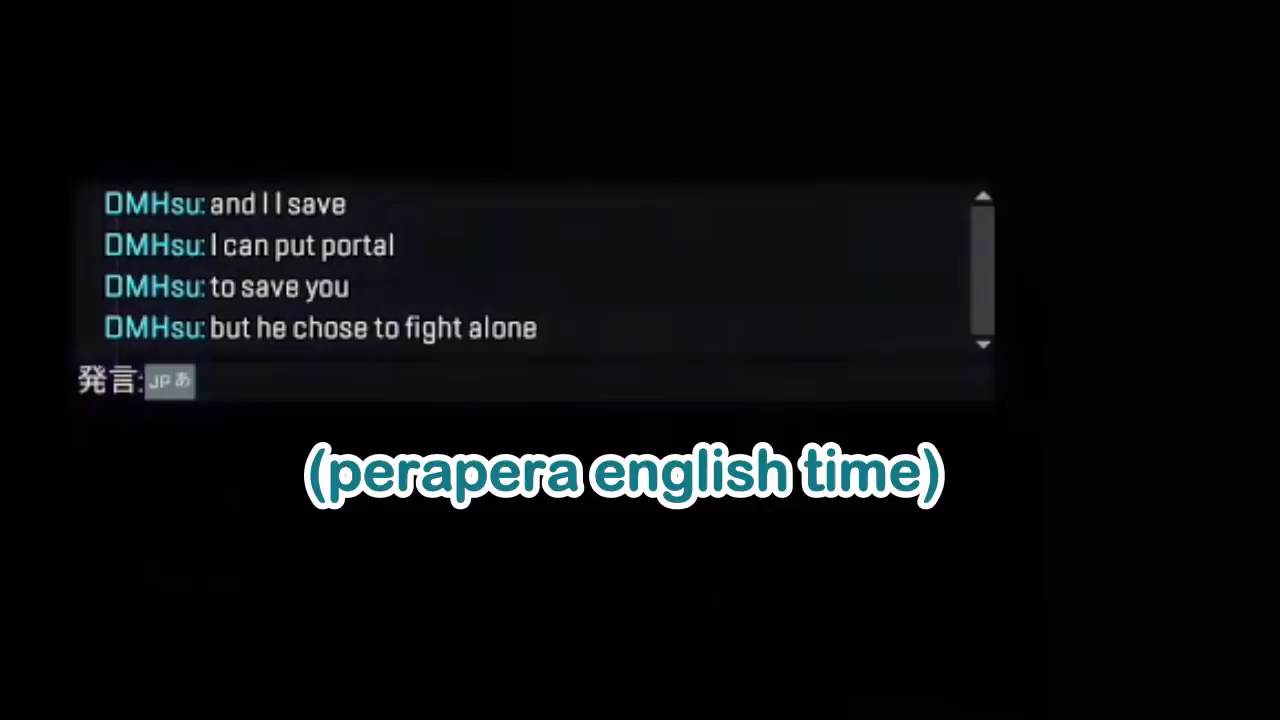 DMHsu: and I I save
DMHsu: I can put portal
DMHsu: to save you
DMHsu: but he chose to fight alone
発言: JP あ
(perapera english time)